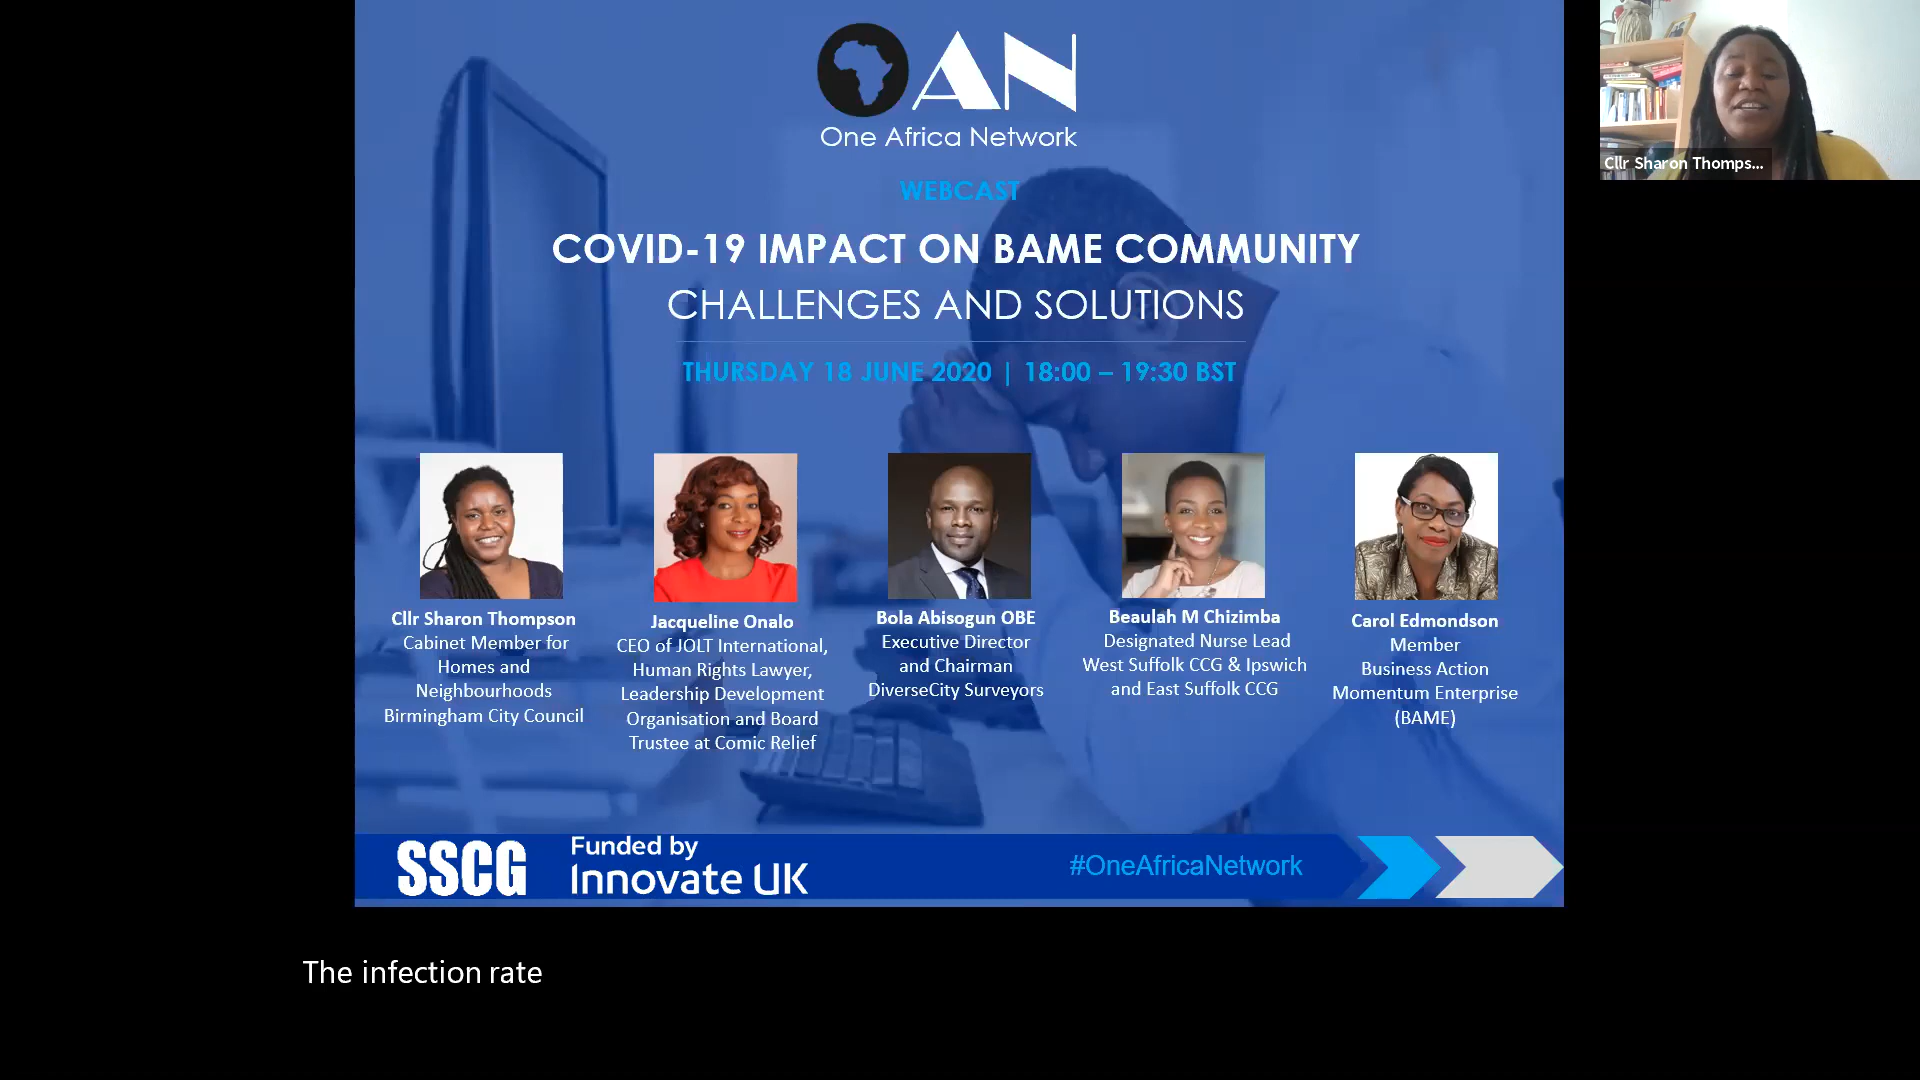 OAN
One Africa Network
WEBCAST
COVID-19 IMPACT ON BAME COMMUNITY
CHALLENGES AND SOLUTIONS
THURSDAY 18 JUNE 2020 | 18:00 – 19:30 BST
Cllr Sharon Thompson
Cabinet Member for
Homes and
Neighbourhoods
Birmingham City Council
Jacqueline Onalo
CEO of JOLT International,
Human Rights Lawyer,
Leadership Development
Organisation and Board
Trustee at Comic Relief
Bola Abisogun OBE
Executive Director
and Chairman
DiverseCity Surveyors
Beaulah M Chizimba
Designated Nurse Lead
West Suffolk CCG & Ipswich
and East Suffolk CCG
Carol Edmondson
Member
Business Action
Momentum Enterprise
(BAME)
SSCG
Funded by
Innovate UK
#OneAfricaNetwork
Cllr Sharon Thomps...
The infection rate